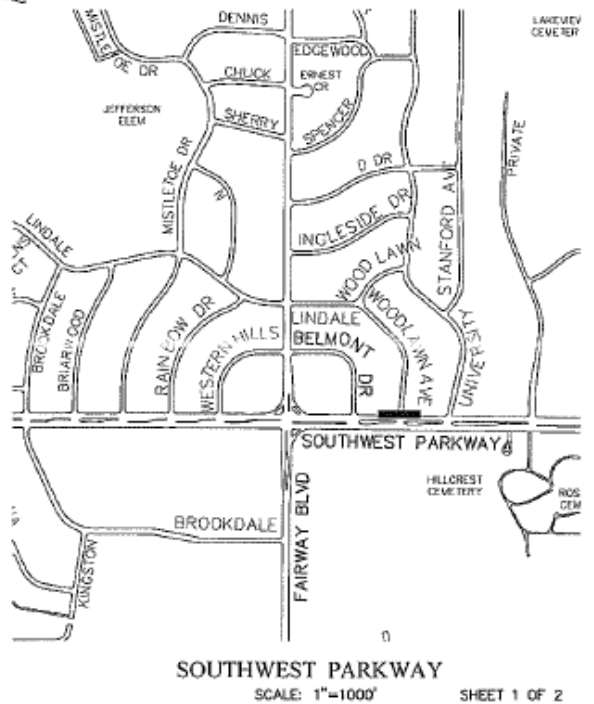 DENNIS
LAKEVIEW
CEMETER
MISTLETOE DR
EDGEWOOD
CHUCK
ERNEST
CR
JEFFERSON
ELEM
SHERRY
SPENCER
PRIVATE
MISTLETOE DR
D DR
INGLESIDE DR
STANFORD AVE
LINDALE
WOOD LAWN
BROOKDALE
BRIARWOOD
RAINBOW DR
WESTERN HILLS
LINDALE
BELMONT
DR
WOODLAWN AVE
UNIVERSITY
SOUTHWEST PARKWAY
HILLCREST
CEMETERY
ROS
CEM
FAIRWAY BLVD
BROOKDALE
KINGSTON
SOUTHWEST PARKWAY
SCALE: 1"=1000'
SHEET 1 OF 2